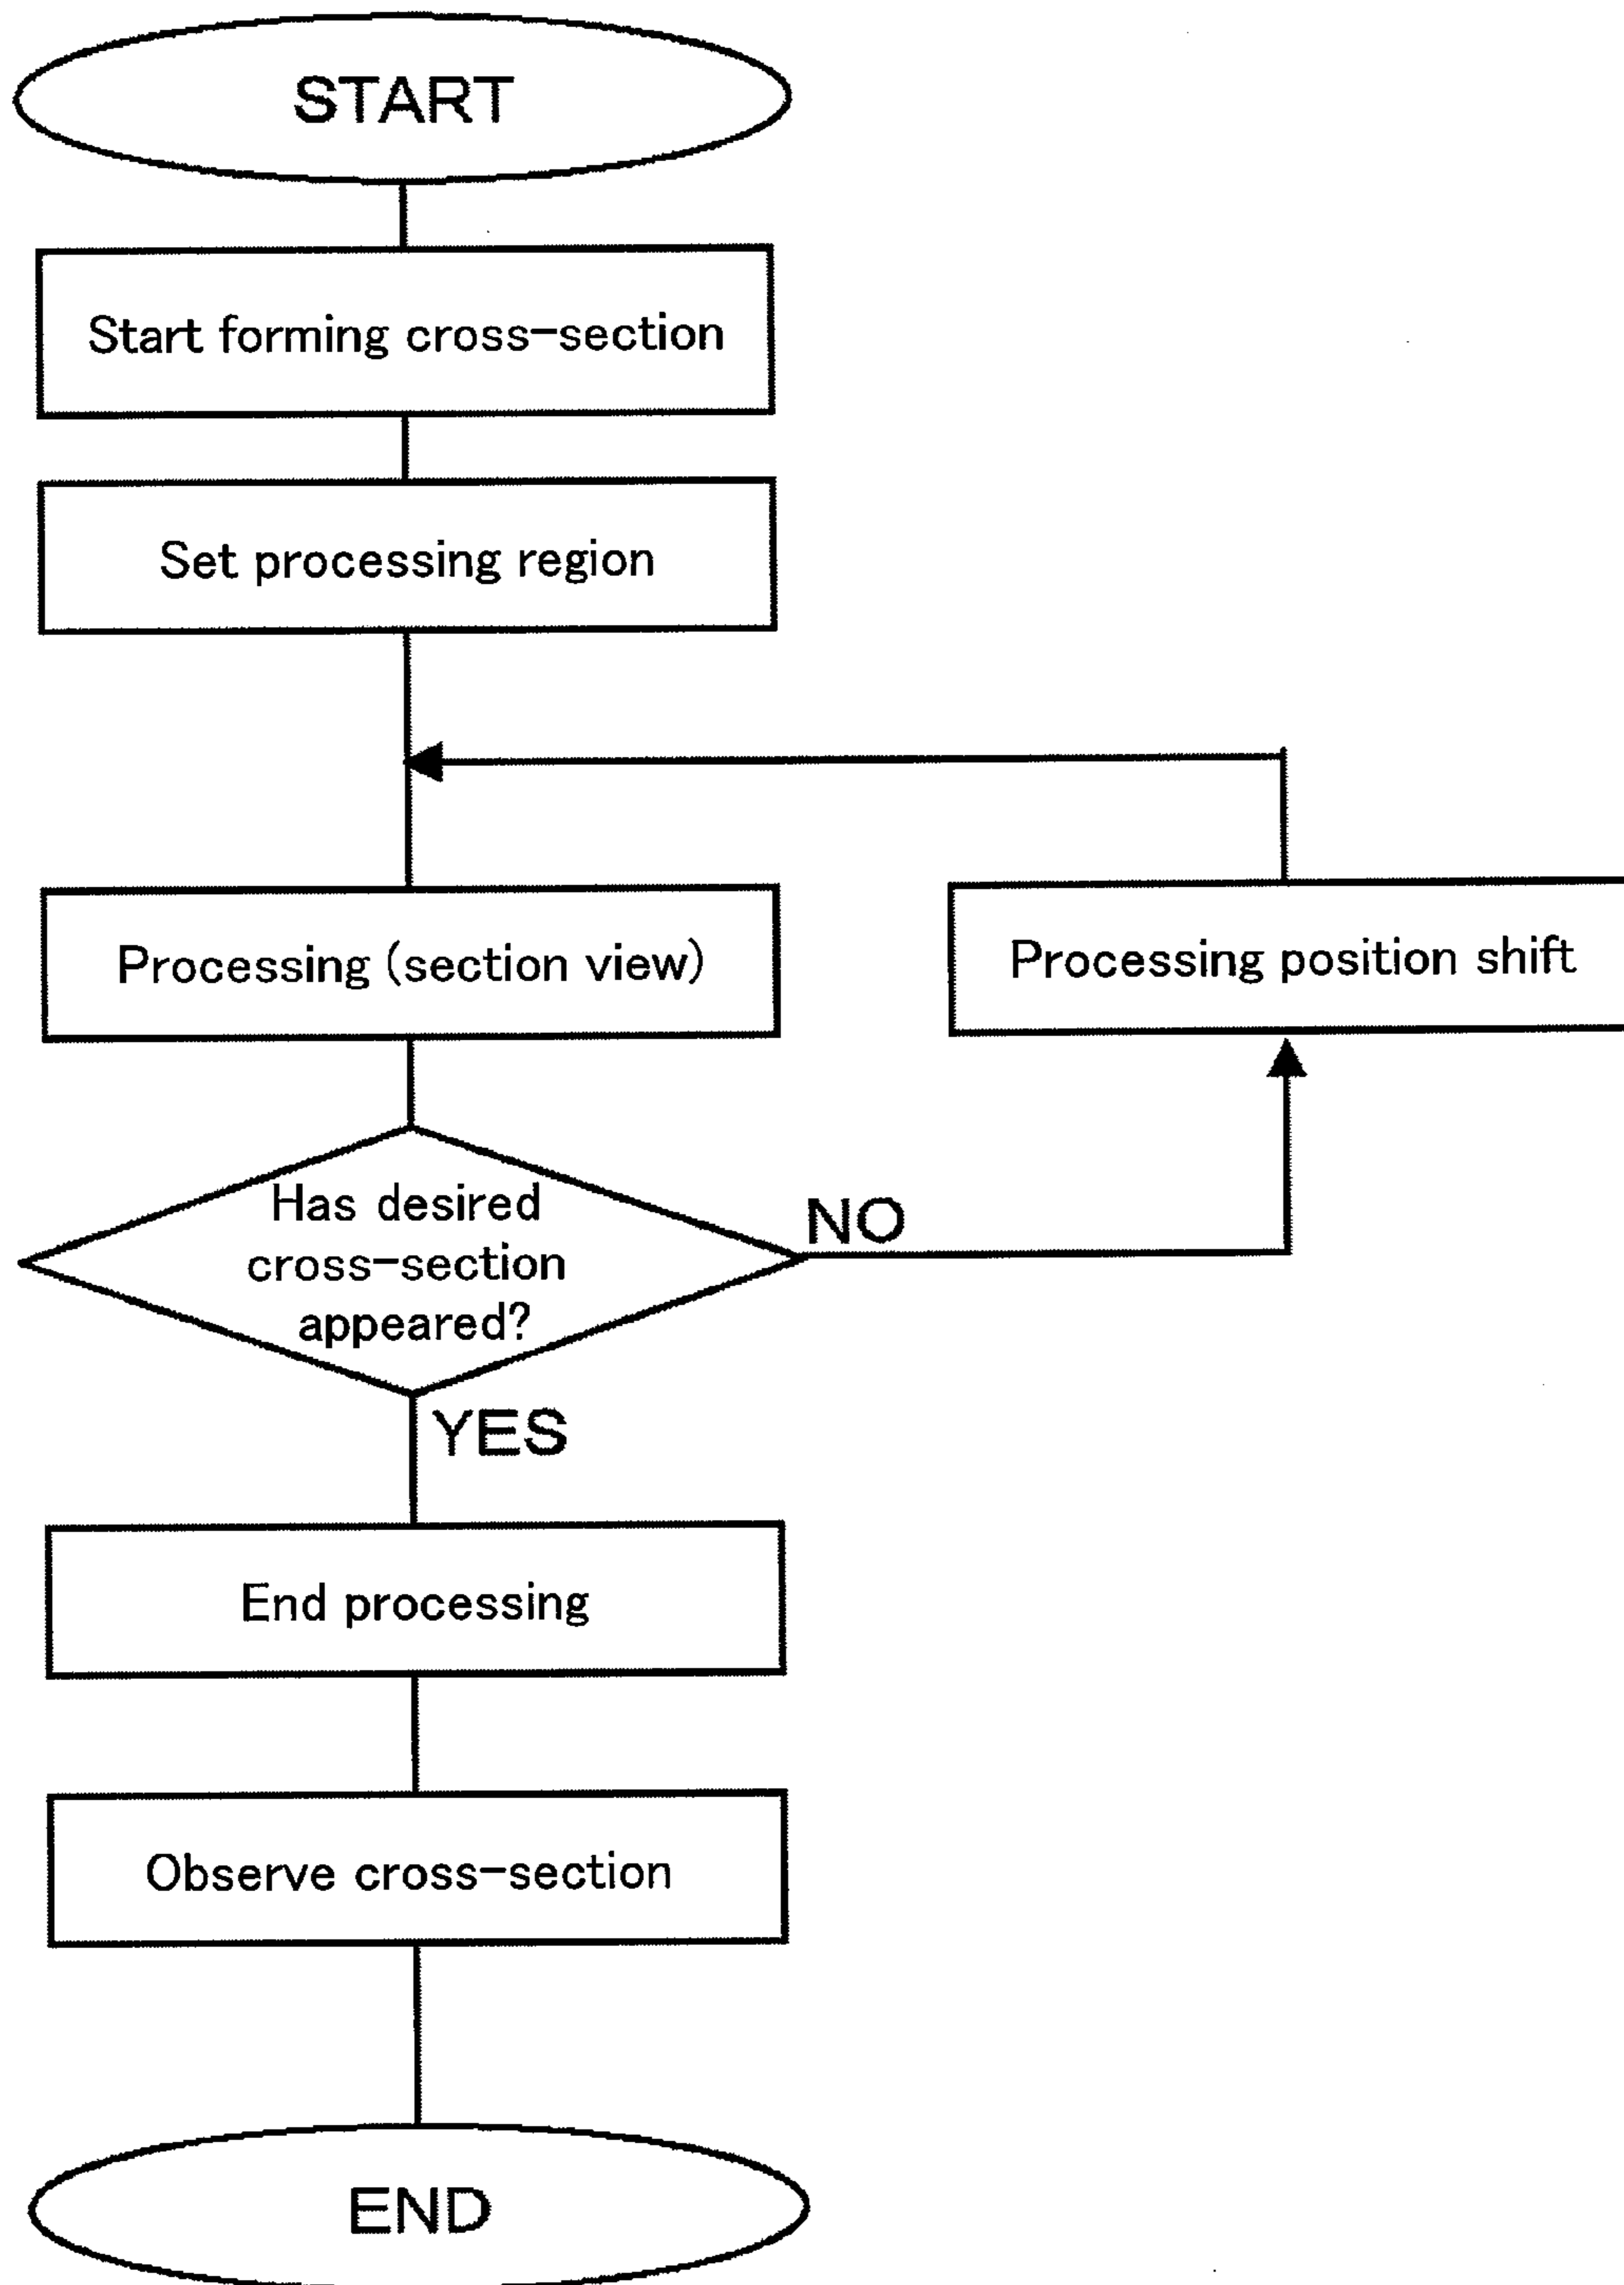 START
Start forming cross-section
Set processing region
Processing (section view)
Processing position shift
Has desired
cross-section
appeared?
NO
YES
End processing
Observe cross-section
END